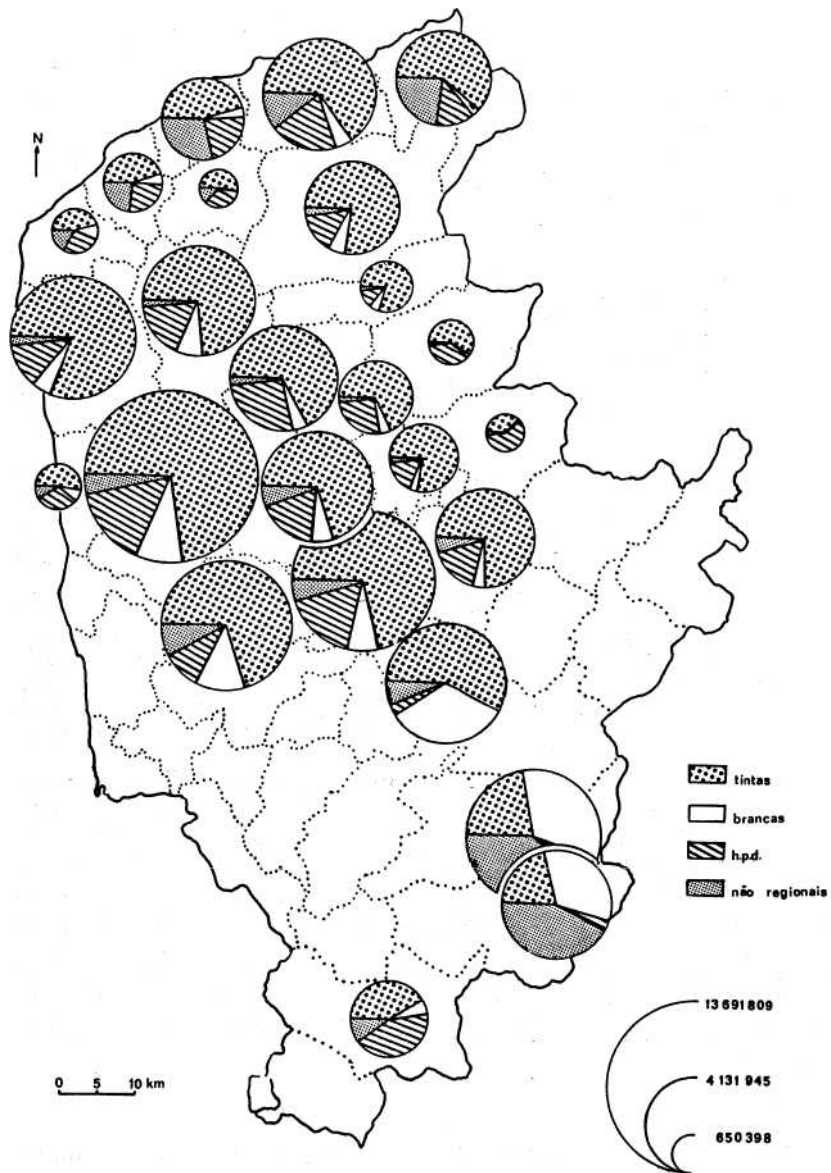 N
tintas
brancas
h.p.d.
não regionais
13 691 809
4 131 945
650 398
0 5 10 km